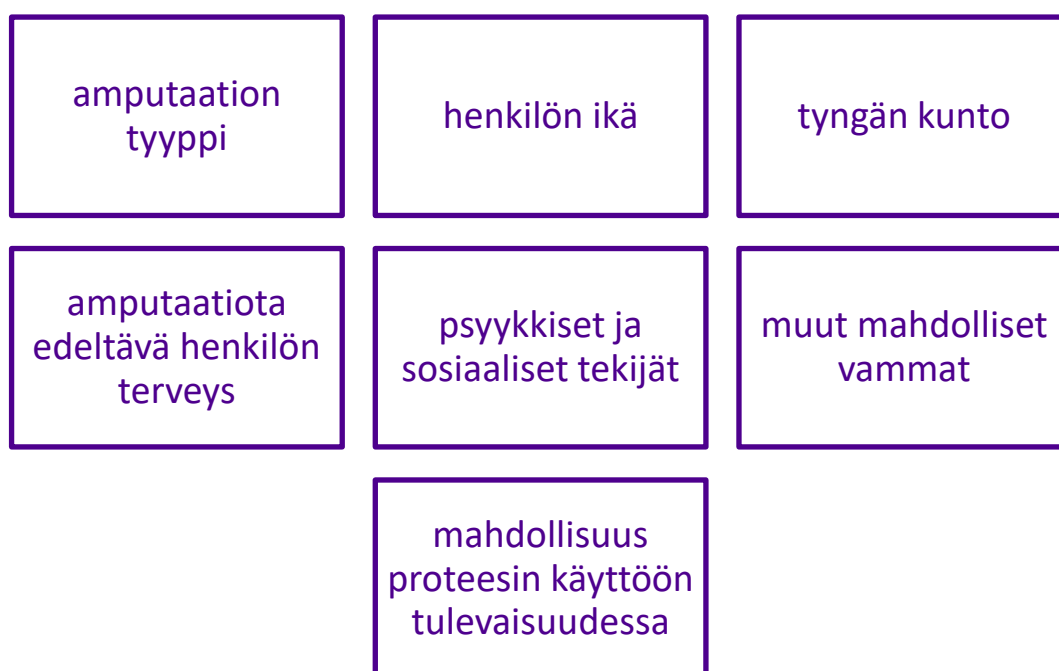 amputaation
tyyppi
henkilön ikä
tyngän kunto
amputaatiota
edeltävä henkilön
terveys
psyykkiset ja
sosiaaliset tekijät
muut mahdolliset
vammat
mahdollisuus
proteesin käyttöön
tulevaisuudessa